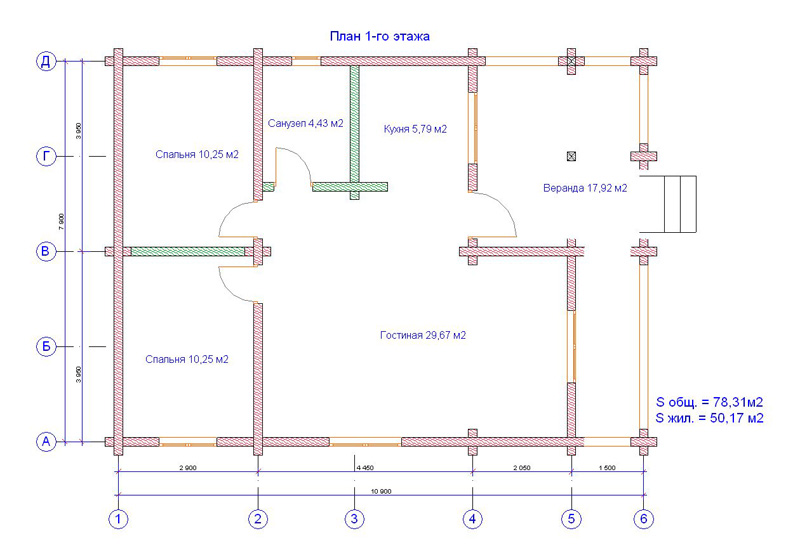 План 1-го этажа
Д
Санузел 4,43 м2
Кухня 5,79 м2
3 950
Г
Спальня 10,25 м2
Веранда 17,92 м2
7 900
В
Гостиная 29,67 м2
Б
Спальня 10,25 м2
3 950
S общ. = 78,31м2
S жил. = 50,17 м2
А
2 900
4 450
2 050
1 500
10 900
1
2
3
4
5
6